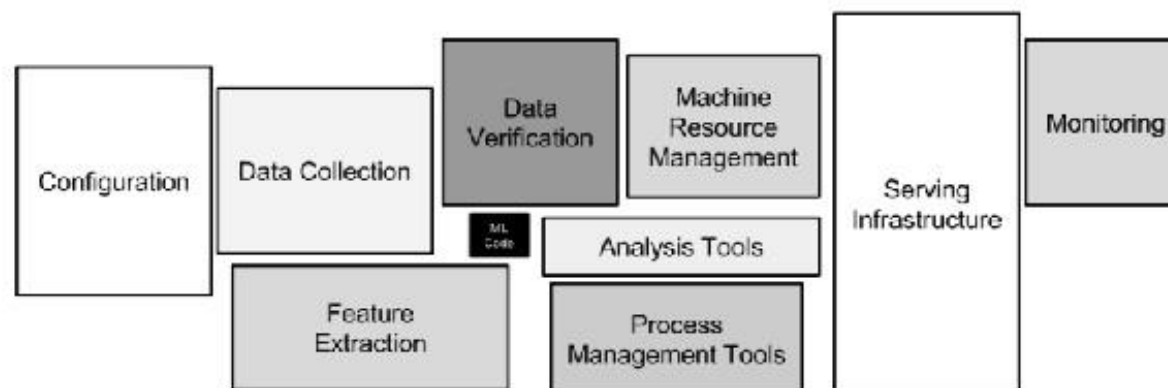 Configuration
Data Collection
Data
Verification
Machine
Resource
Management
Monitoring
Serving
Infrastructure
ML
Code
Analysis Tools
Feature
Extraction
Process
Management Tools